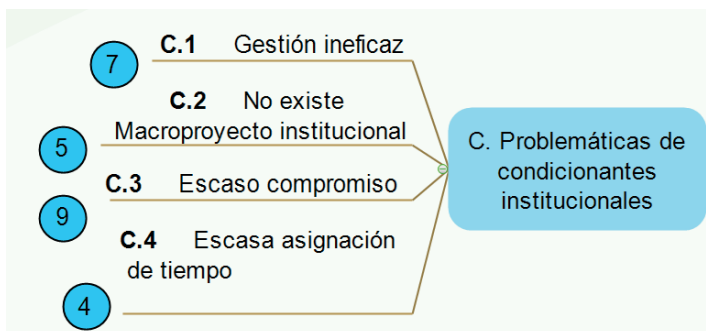 C.1 Gestión ineficaz
7
C.2 No existe
Macroproyecto institucional
5
C.3 Escaso compromiso
9
C.4 Escasa asignación
de tiempo
4
C. Problemáticas de
condicionantes
institucionales